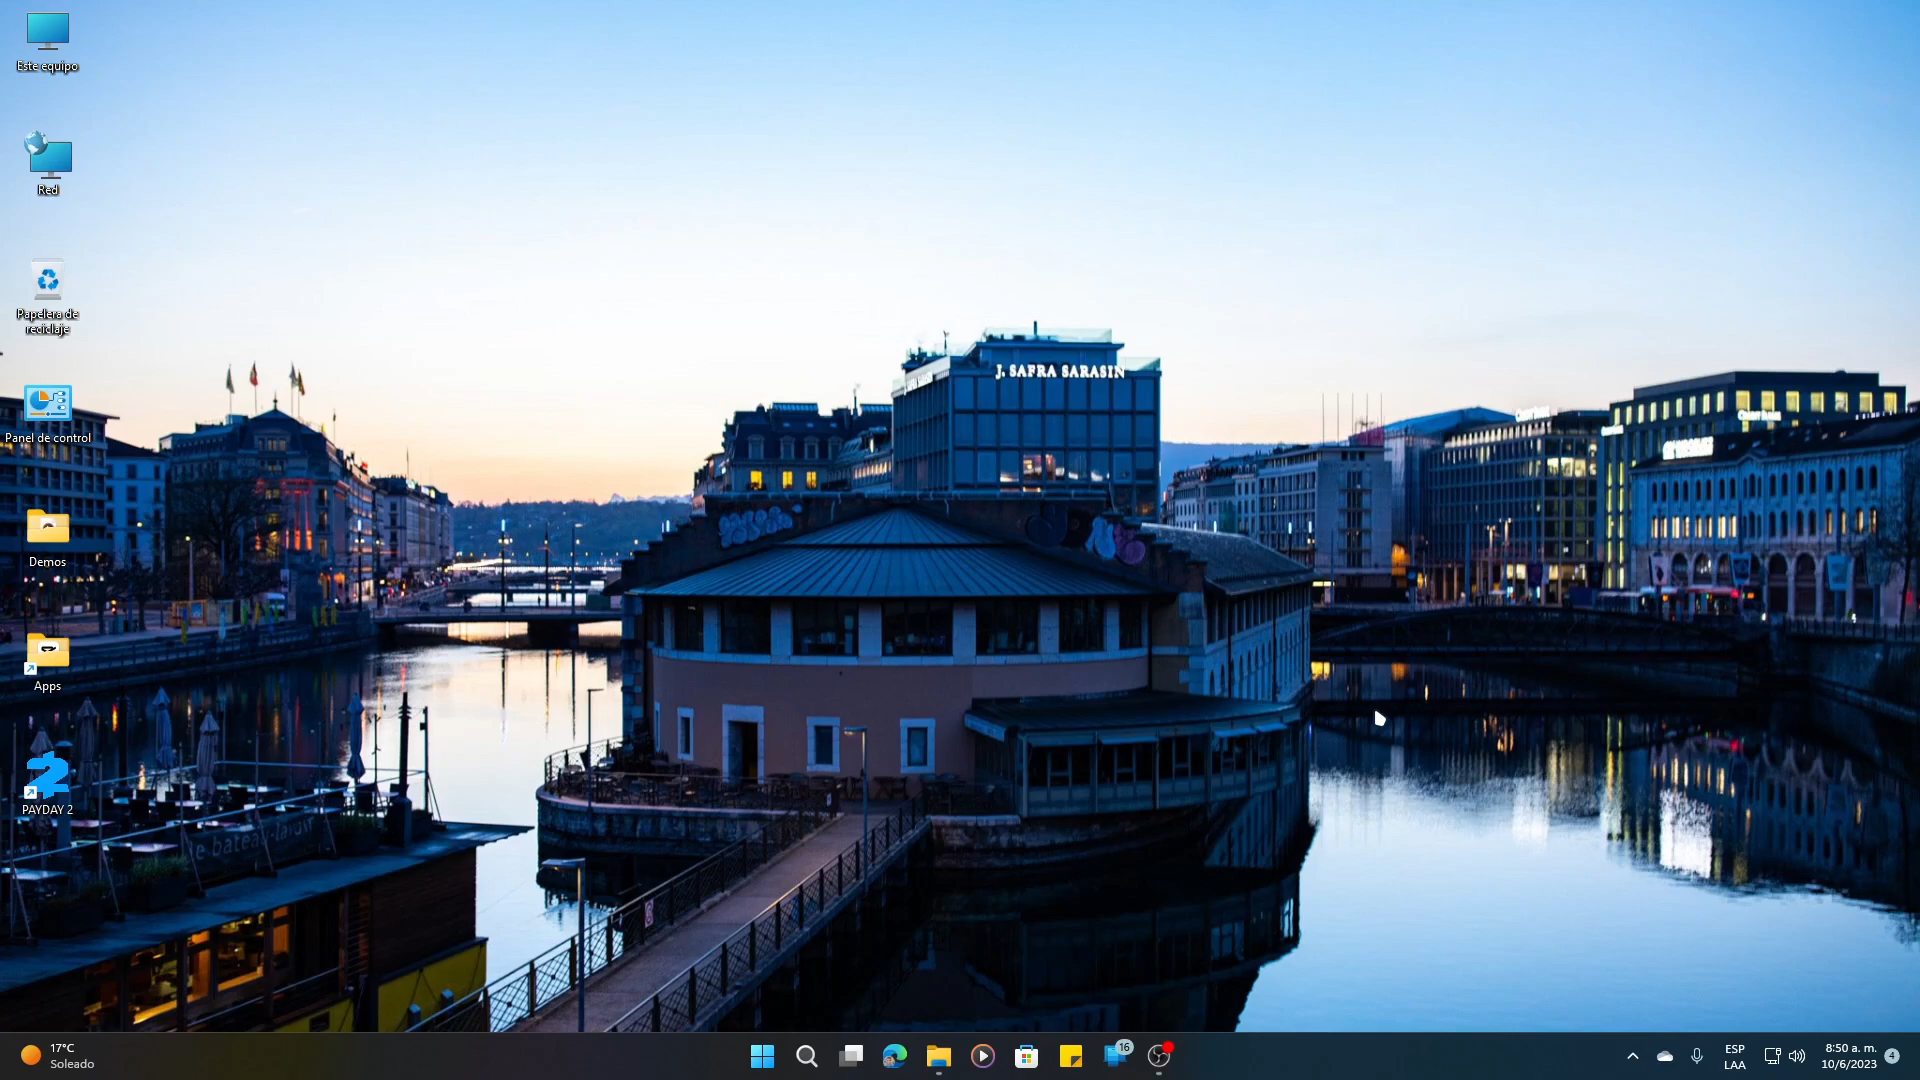 Este equipo
Red
Papelera de
reciclaje
Panel de control
Demos
Apps
PAYDAY 2
J. SAFRA SARASIN
17°C
Soleado
16
ESP
LAA
8:50 a. m.
10/6/2023
4